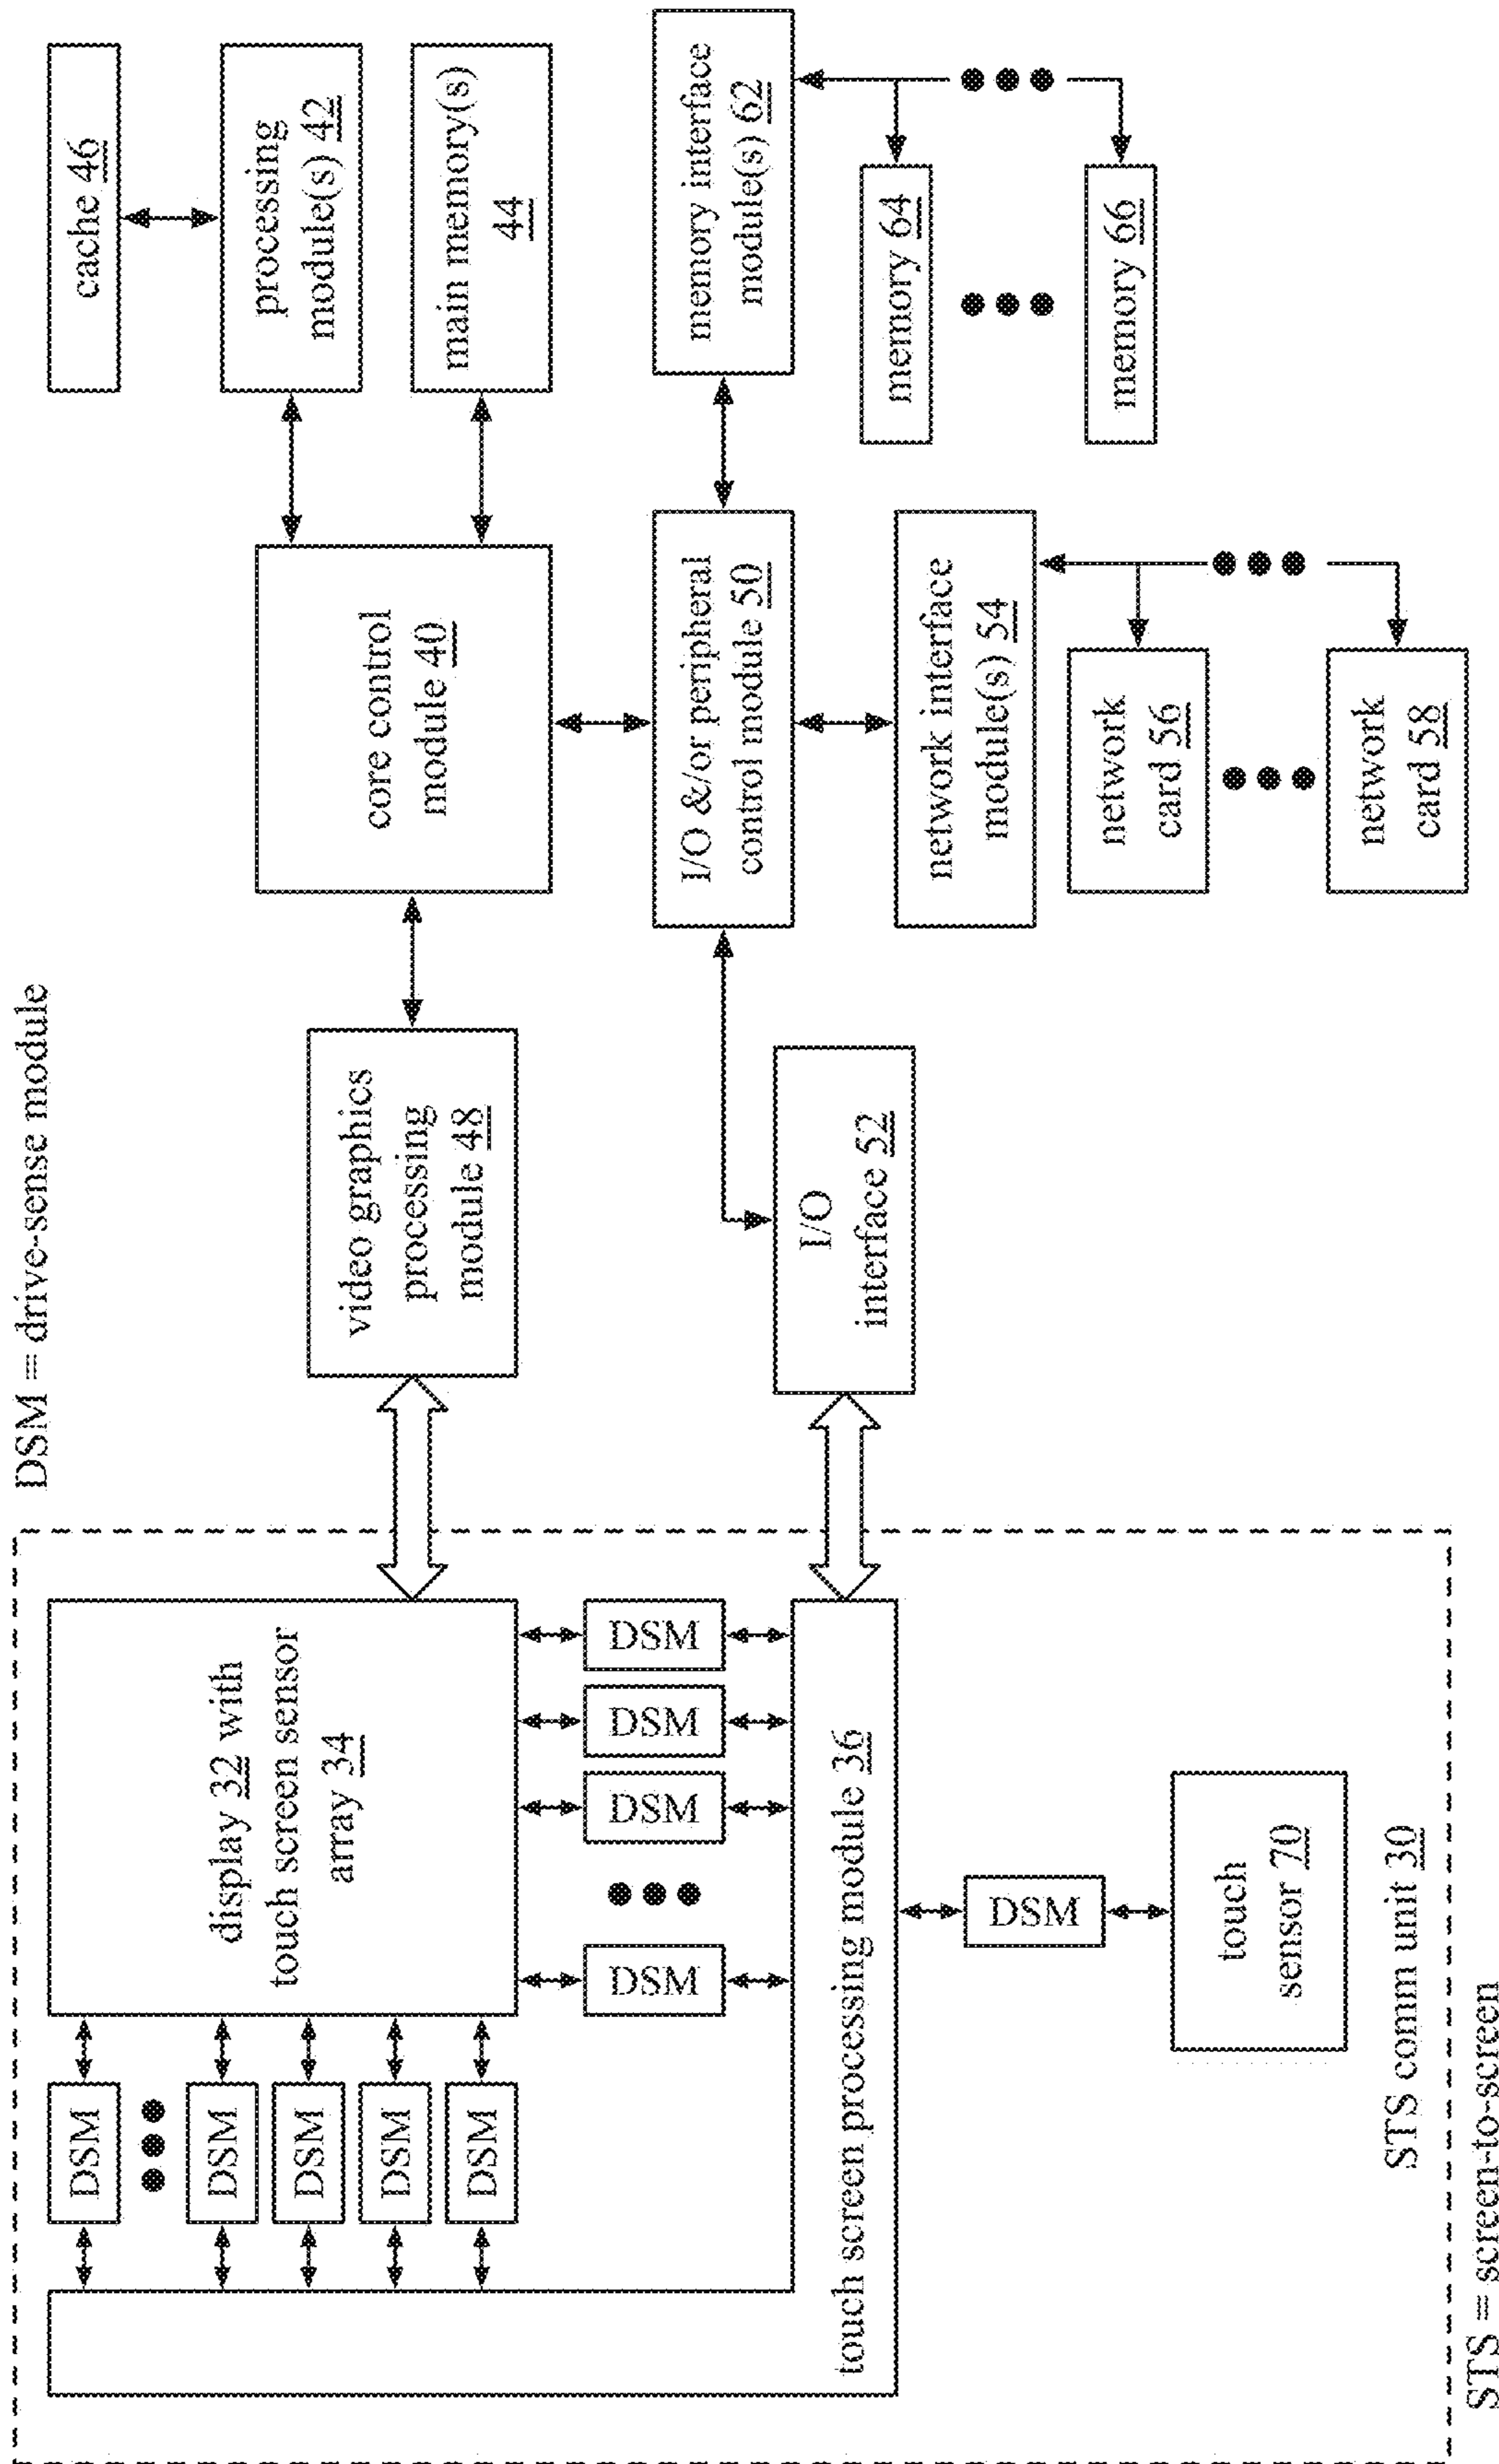 DSM = drive-sense module
display 32 with
touch screen sensor
array 34
DSM
DSM
DSM
DSM
DSM
DSM
DSM
DSM
DSM
DSM
touch screen processing module 36
DSM
touch
sensor 70
STS comm unit 30
STS = screen-to-screen
video graphics
processing
module 48
I/O
interface 52
core control
module 40
I/O &/or peripheral
control module 50
network interface
module(s) 54
network
card 56
network
card 58
cache 46
processing
module(s) 42
main memory(s)
44
memory interface
module(s) 62
memory 64
memory 66